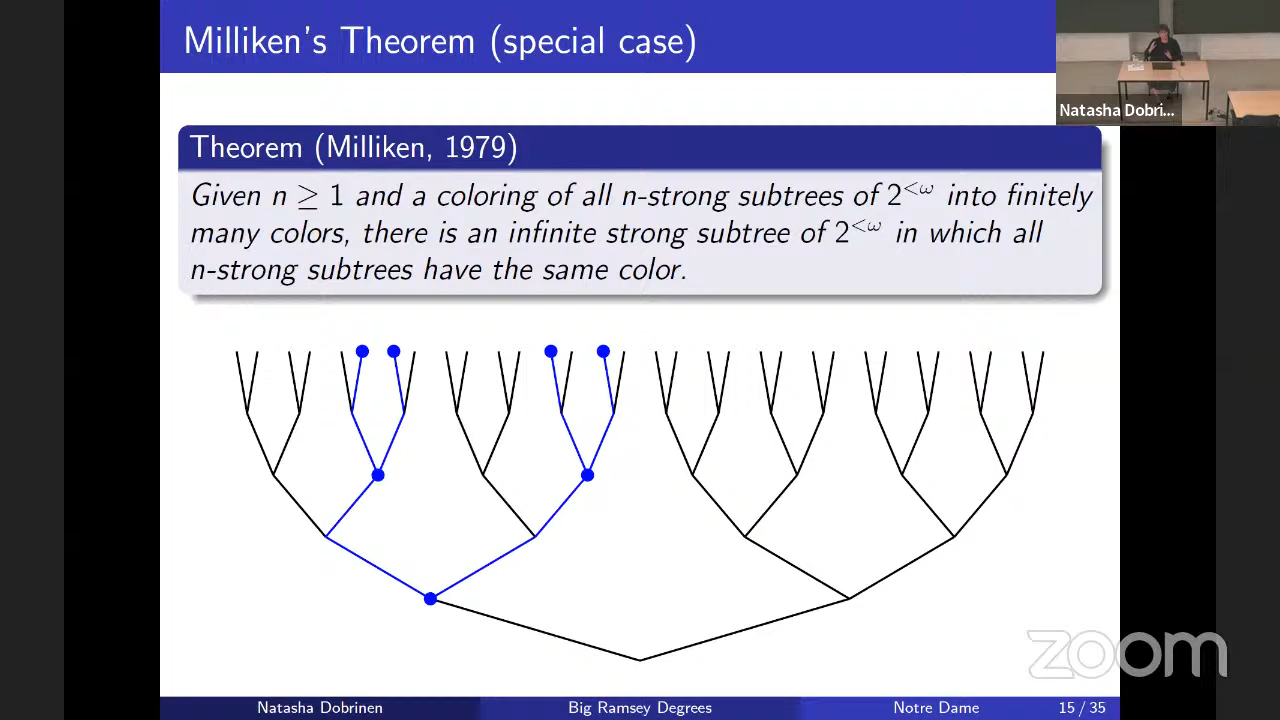 Milliken's Theorem (special case)
Natasha Dobri...
Theorem (Milliken, 1979)
Given n ≥ 1 and a coloring of all n-strong subtrees of 2^{<ω} into finitely
many colors, there is an infinite strong subtree of 2^{<ω} in which all
n-strong subtrees have the same color.
zoom
Natasha Dobrinen Big Ramsey Degrees Notre Dame 15 / 35